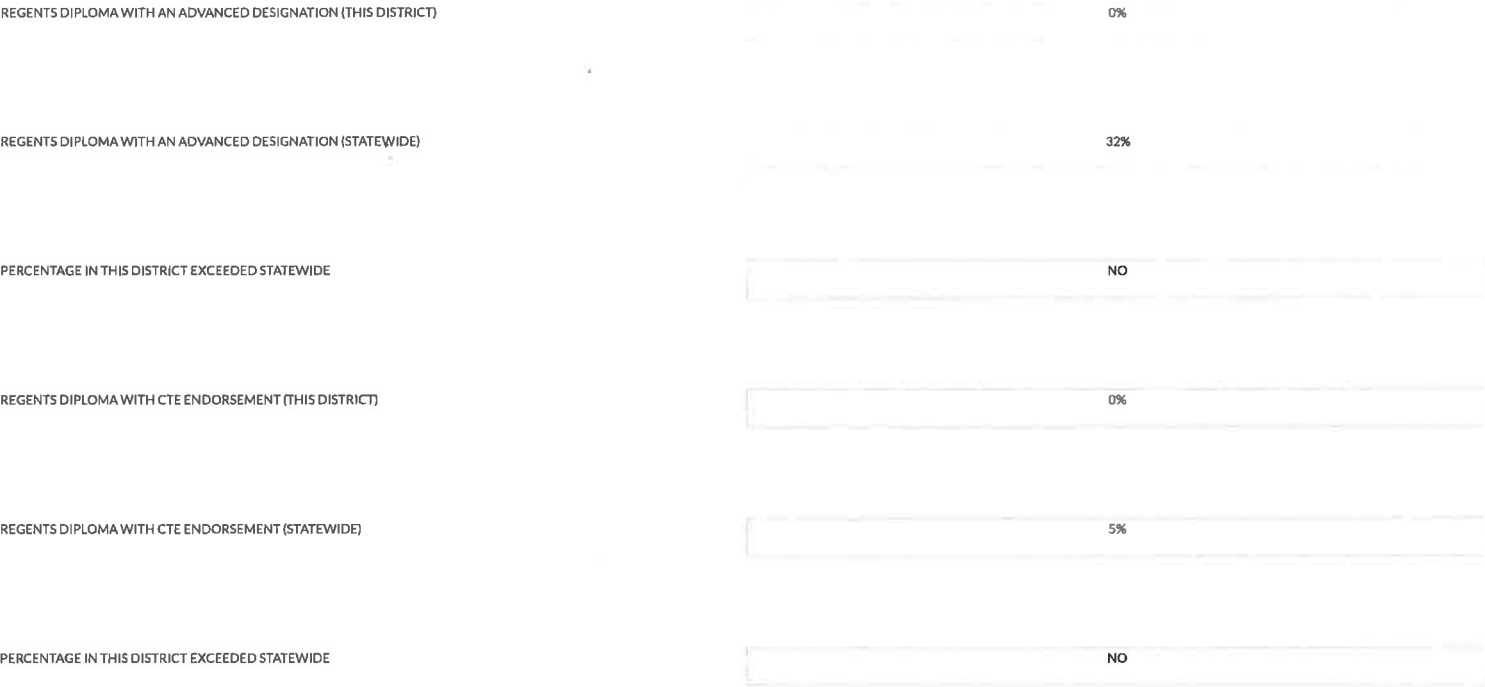 REGENTS DIPLOMA WITH AN ADVANCED DESIGNATION (THIS DISTRICT) 0%
REGENTS DIPLOMA WITH AN ADVANCED DESIGNATION (STATEWIDE) 32%
PERCENTAGE IN THIS DISTRICT EXCEEDED STATEWIDE NO
REGENTS DIPLOMA WITH CTE ENDORSEMENT (THIS DISTRICT) 0%
REGENTS DIPLOMA WITH CTE ENDORSEMENT (STATEWIDE) 5%
PERCENTAGE IN THIS DISTRICT EXCEEDED STATEWIDE NO